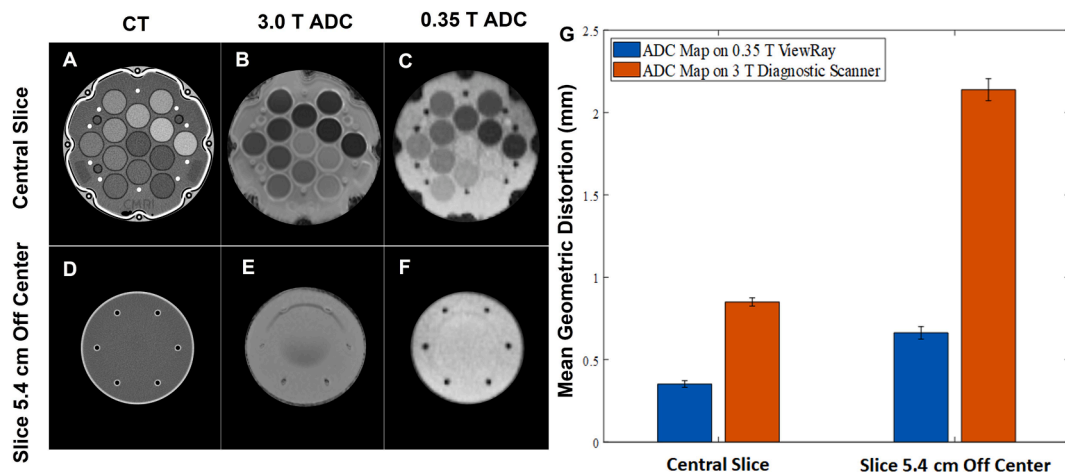 CT
3.0 T ADC
0.35 T ADC
Central Slice
A
B
C
CMRI
Slice 5.4 cm Off Center
D
E
F
G
ADC Map on 0.35 T ViewRay
ADC Map on 3 T Diagnostic Scanner
Mean Geometric Distortion (mm)
2.5
2
1.5
1
0.5
0
Central Slice
Slice 5.4 cm Off Center